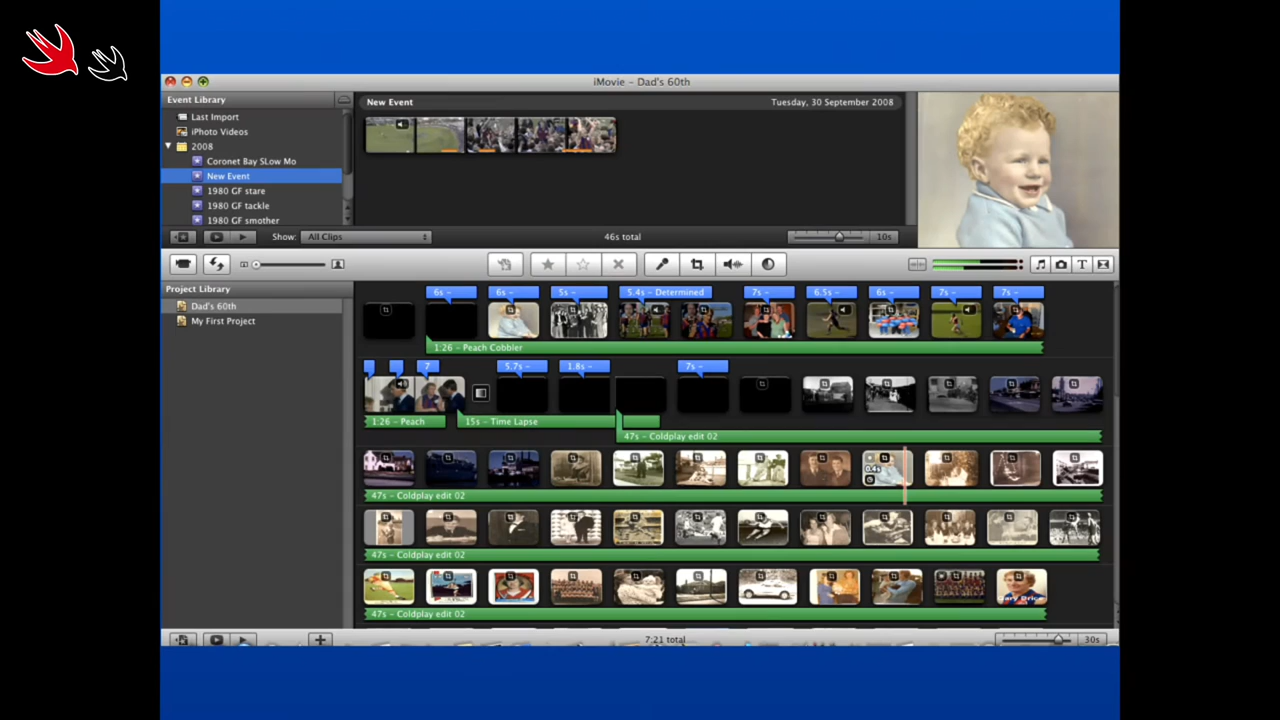 iMovie – Dad's 60th
Event Library
New Event
Tuesday, 30 September 2008
Last Import
iPhoto Videos
2008
Coronet Bay SLow Mo
New Event
1980 GF stare
1980 GF tackle
1980 GF smother
Show:
All Clips
46s total
10s
Project Library
Dad's 60th
My First Project
6s –
6s –
5s –
5.4s – Determined
7s –
6.5s –
6s –
7s –
7s –
1:26 – Peach Cobbler
7
5.7s –
1.8s –
7s –
1:26 – Peach
15s – Time Lapse
47s – Coldplay edit 02
0.4s
47s – Coldplay edit 02
47s – Coldplay edit 02
47s – Coldplay edit 02
7:21 total
30s